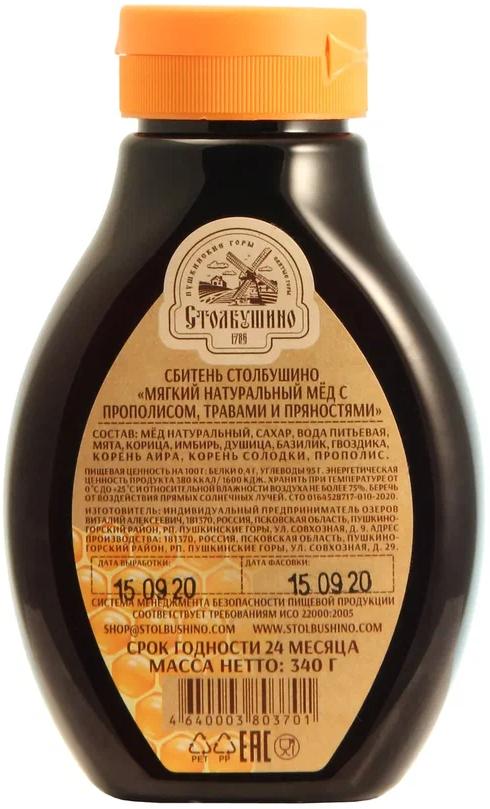 ПУШКИНСКИЕ ГОРЫ СВЯТЫЕ ГОРЫ
СТОЛБУШИНО
1786
СБИТЕНЬ СТОЛБУШИНО
«МЯГКИЙ НАТУРАЛЬНЫЙ МЁД С
ПРОПОЛИСОМ, ТРАВАМИ И ПРЯНОСТЯМИ»
СОСТАВ: МЁД НАТУРАЛЬНЫЙ, САХАР, ВОДА ПИТЬЕВАЯ,
МЯТА, КОРИЦА, ИМБИРЬ, ДУШИЦА, БАЗИЛИК, ГВОЗДИКА,
КОРЕНЬ АИРА, КОРЕНЬ СОЛОДКИ, ПРОПОЛИС.
ПИЩЕВАЯ ЦЕННОСТЬ НА 100 Г: БЕЛКИ 0,4 Г, УГЛЕВОДЫ 95 Г. ЭНЕРГЕТИЧЕСКАЯ
ЦЕННОСТЬ ПРОДУКТА 380 ККАЛ / 1600 КДЖ. ХРАНИТЬ ПРИ ТЕМПЕРАТУРЕ ОТ
0°С ДО +25°С И ОТНОСИТЕЛЬНОЙ ВЛАЖНОСТИ ВОЗДУХА НЕ БОЛЕЕ 75%. БЕРЕЧЬ
ОТ ВОЗДЕЙСТВИЯ ПРЯМЫХ СОЛНЕЧНЫХ ЛУЧЕЙ. СТО 0164528717-010-2020.
ИЗГОТОВИТЕЛЬ: ИНДИВИДУАЛЬНЫЙ ПРЕДПРИНИМАТЕЛЬ ОЗЕРОВ
ВИТАЛИЙ АЛЕКСЕЕВИЧ, 181370, РОССИЯ, ПСКОВСКАЯ ОБЛАСТЬ, ПУШКИНО-
ГОРСКИЙ РАЙОН, РП. ПУШКИНСКИЕ ГОРЫ, УЛ. СОВХОЗНАЯ, Д. 9. АДРЕС
ПРОИЗВОДСТВА: 181370, РОССИЯ, ПСКОВСКАЯ ОБЛАСТЬ, ПУШКИНО-
ГОРСКИЙ РАЙОН, РП. ПУШКИНСКИЕ ГОРЫ, УЛ. СОВХОЗНАЯ, Д. 29.
ДАТА ВЫРАБОТКИ: ДАТА ФАСОВКИ:
15 09 20 15 09 20
СИСТЕМА МЕНЕДЖМЕНТА БЕЗОПАСНОСТИ ПИЩЕВОЙ ПРОДУКЦИИ
СООТВЕТСТВУЕТ ТРЕБОВАНИЯМ ИСО 22000:2005
SHOP@STOLBUSHINO.COM WWW.STOLBUSHINO.COM
СРОК ГОДНОСТИ 24 МЕСЯЦА
МАССА НЕТТО: 340 Г
4 640003 803701
PET PP EAC